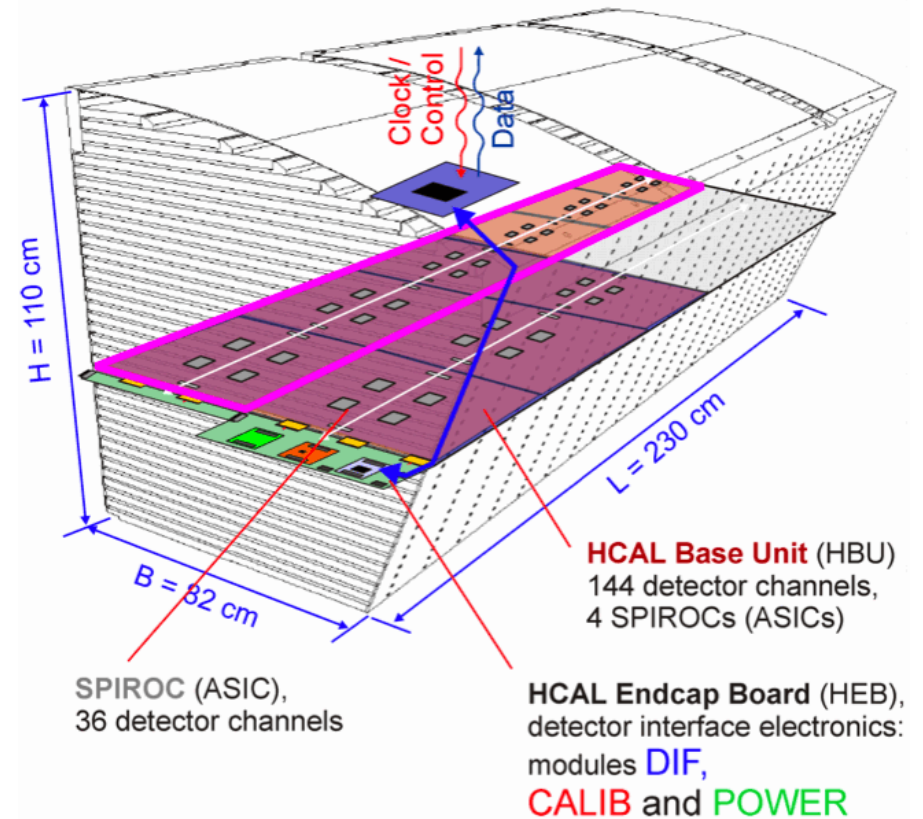 Clock /
Control
Data
H = 110 cm
L = 230 cm
B = 82 cm
HCAL Base Unit (HBU)
144 detector channels,
4 SPIROCs (ASICs)
SPIROC (ASIC),
36 detector channels
HCAL Endcap Board (HEB),
detector interface electronics:
modules DIF,
CALIB and POWER